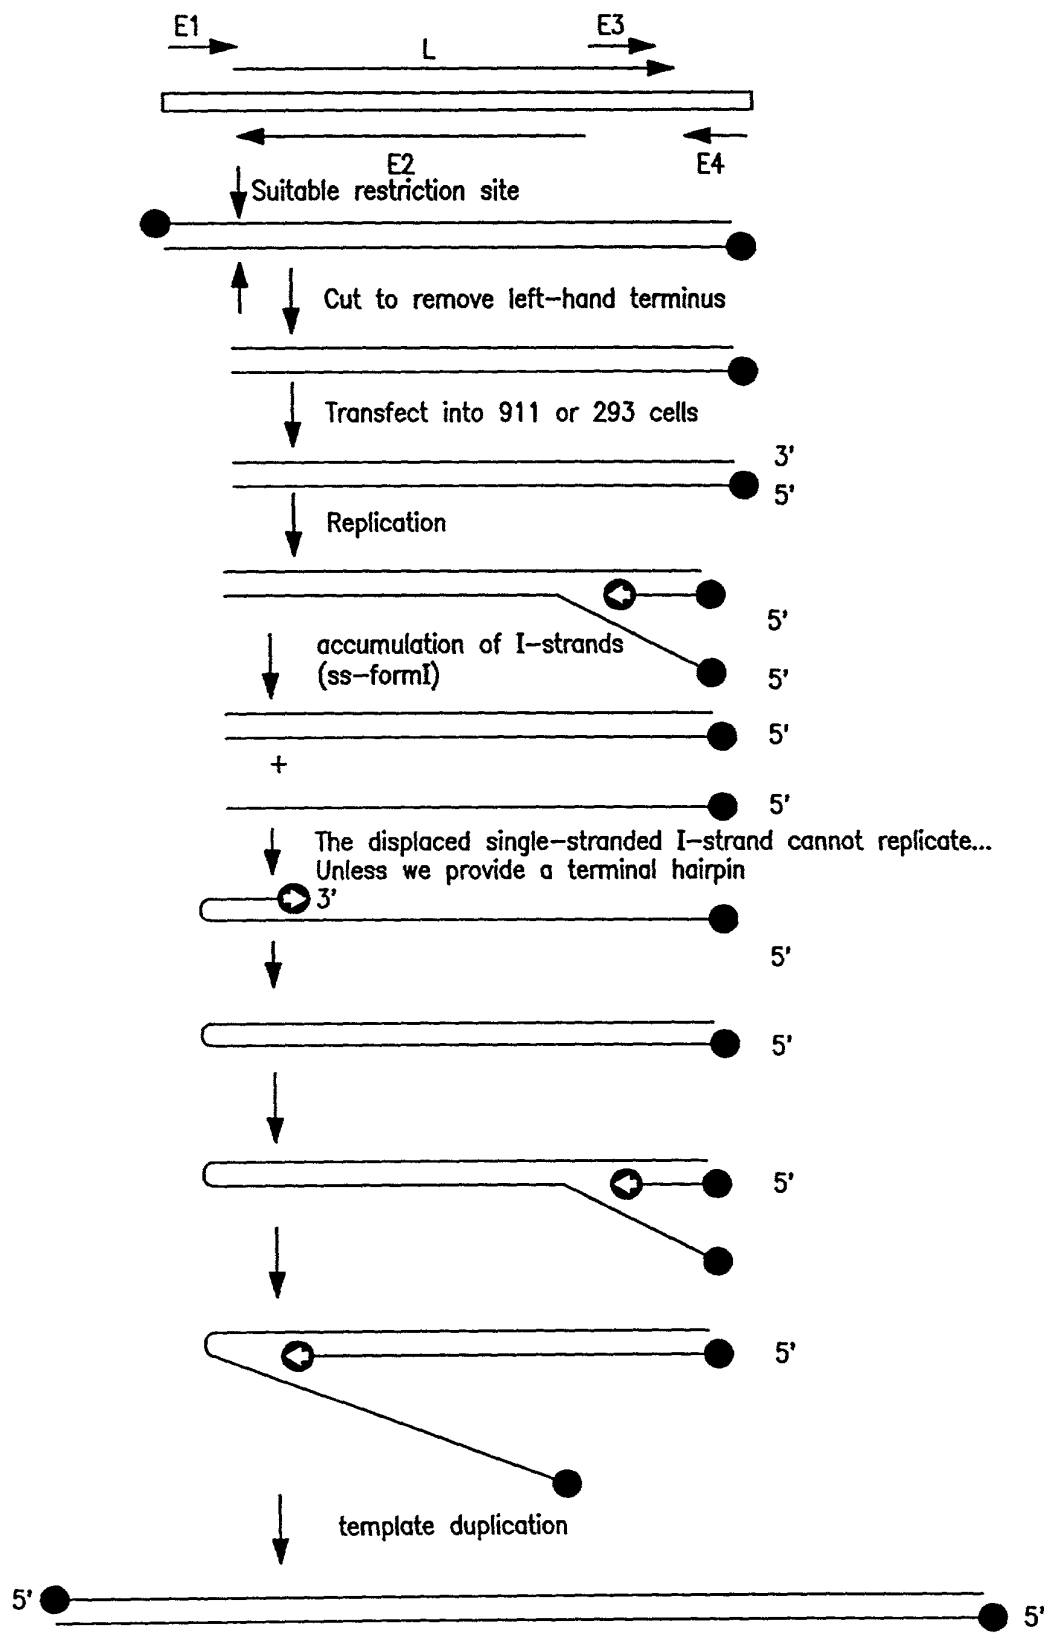 E1
E3
L
E2
E4
Suitable restriction site
Cut to remove left-hand terminus
Transfect into 911 or 293 cells
3'
5'
Replication
5'
accumulation of I-strands
(ss-formI)
5'
5'
+
5'
The displaced single-stranded I-strand cannot replicate...
Unless we provide a terminal hairpin
3'
5'
5'
5'
5'
template duplication
5'
5'